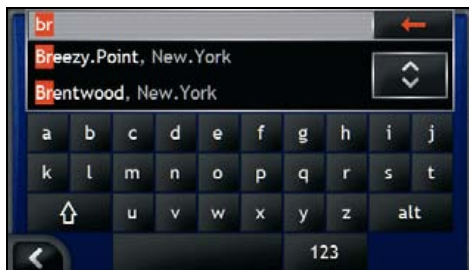 br
Breezy.Point, New.York
Brentwood, New.York
a b c d e f g h i j
k l m n o p q r s t
u v w x y z alt
123